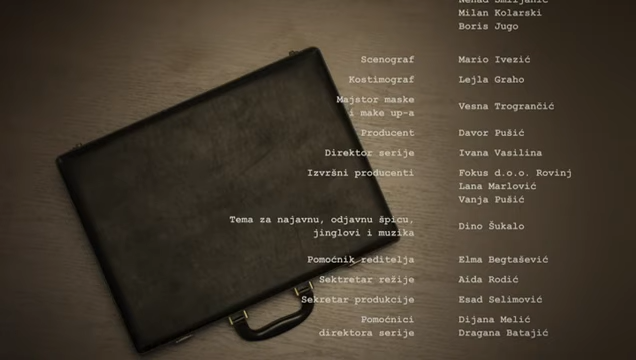 Milan Kolarski
Boris Jugo
Scenograf Mario Ivezić
Kostimograf Lejla Graho
Majstor maske
i make up-a Vesna Trogrančić
Producent Davor Pušić
Direktor serije Ivana Vasilina
Izvršni producenti Fokus d.o.o. Rovinj
Lana Marlović
Vanja Pušić
Tema za najavnu, odjavnu špicu,
jinglovi i muzika Dino Šukalo
Pomoćnik reditelja Elma Begtašević
Sektretar režije Aida Rodić
Sekretar produkcije Esad Selimović
Pomoćnici Dijana Melić
direktora serije Dragana Batajić